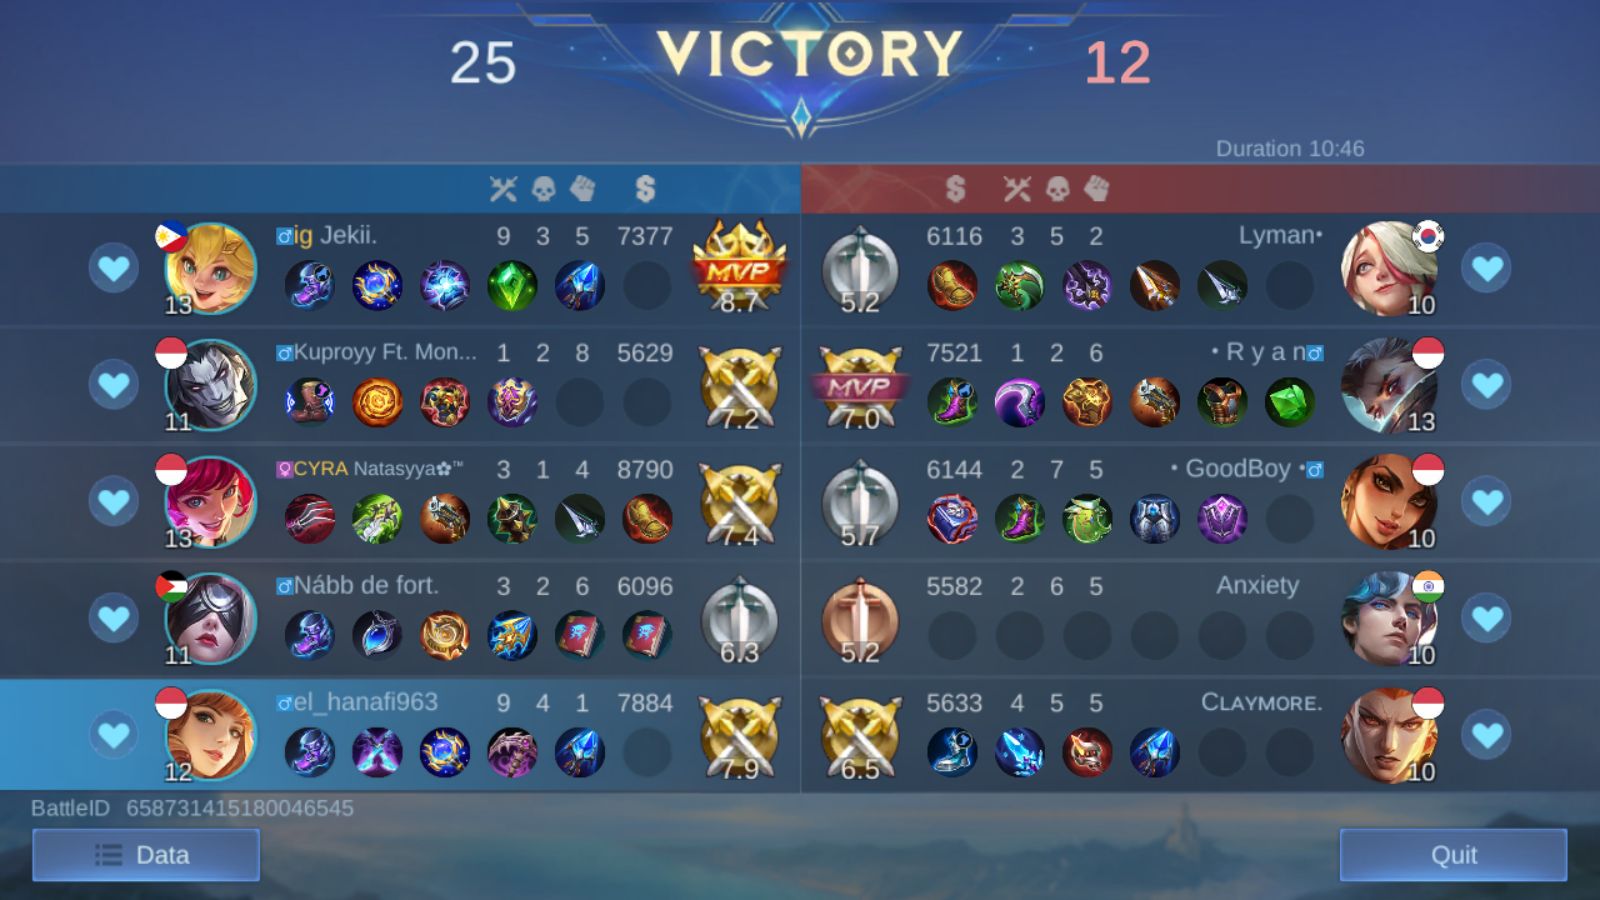 25 VICTORY 12
Duration 10:46
MVP
ig Jekii. 9 3 5 7377 8.7 13
5.2 6116 3 5 2 Lyman• 10
Kuproyy Ft. Mon... 1 2 8 5629 7.2 11
MVP
7.0 7521 1 2 6 • R y a n 13
CYRA Natasyya✿™ 3 1 4 8790 7.4 13
5.7 6144 2 7 5 • GoodBoy • 10
Nább de fort. 3 2 6 6096 6.3 11
5.2 5582 2 6 5 Anxiety 10
el_hanafi963 9 4 1 7884 7.9 12
6.5 5633 4 5 5 CLAYMORE. 10
BattleID 658731415180046545
Data
Quit